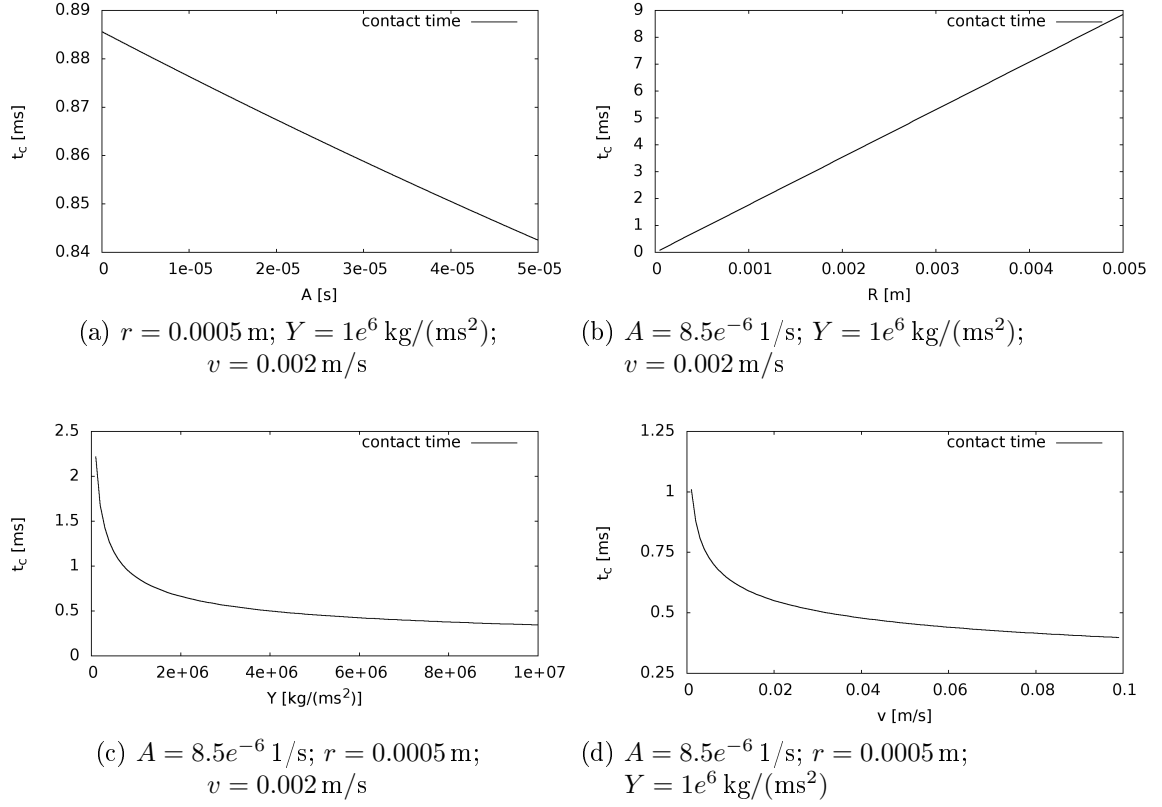 0.89
0.88
0.87
0.86
0.85
0.84
t_C [ms]
contact time
0 1e-05 2e-05 3e-05 4e-05 5e-05
A [s]
(a) r = 0.0005 m; Y = 1e^6 kg/(ms^2);
v = 0.002 m/s
9
8
7
6
5
4
3
2
1
0
t_C [ms]
contact time
0 0.001 0.002 0.003 0.004 0.005
R [m]
(b) A = 8.5e^−6 1/s; Y = 1e^6 kg/(ms^2);
v = 0.002 m/s
2.5
2
1.5
1
0.5
0
t_C [ms]
contact time
0 2e+06 4e+06 6e+06 8e+06 1e+07
Y [kg/(ms^2)]
(c) A = 8.5e^−6 1/s; r = 0.0005 m;
v = 0.002 m/s
1.25
1
0.75
0.5
0.25
t_C [ms]
contact time
0 0.02 0.04 0.06 0.08 0.1
v [m/s]
(d) A = 8.5e^−6 1/s; r = 0.0005 m;
Y = 1e^6 kg/(ms^2)